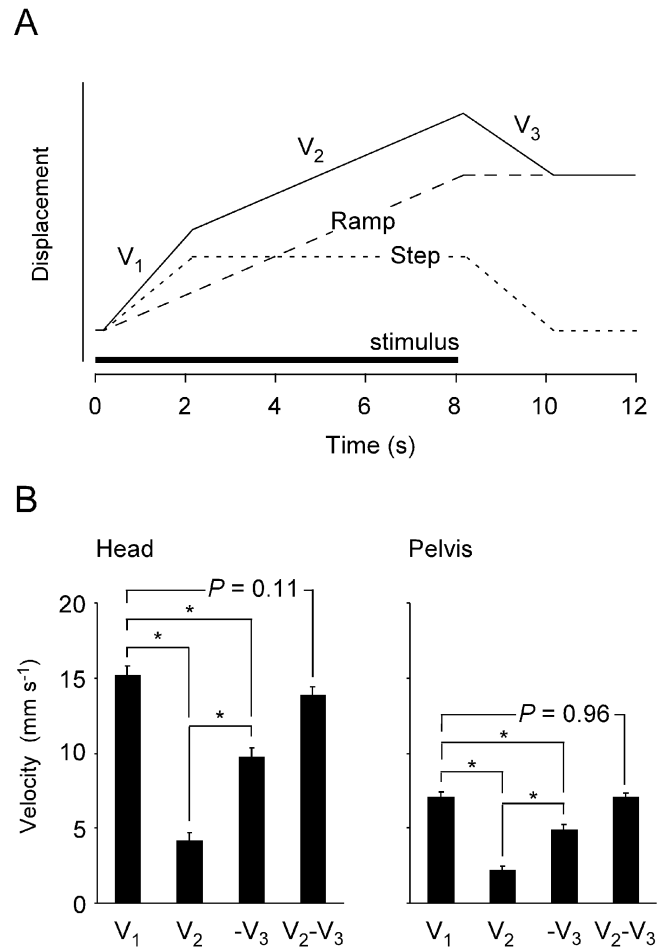 A
Displacement
V1
V2
V3
Ramp
Step
stimulus
0 2 4 6 8 10 12
Time (s)
B
Head Pelvis
Velocity (mm s-1)
20
15
10
5
0
P = 0.11
*
*
*
P = 0.96
*
*
*
V1 V2 -V3 V2-V3 V1 V2 -V3 V2-V3